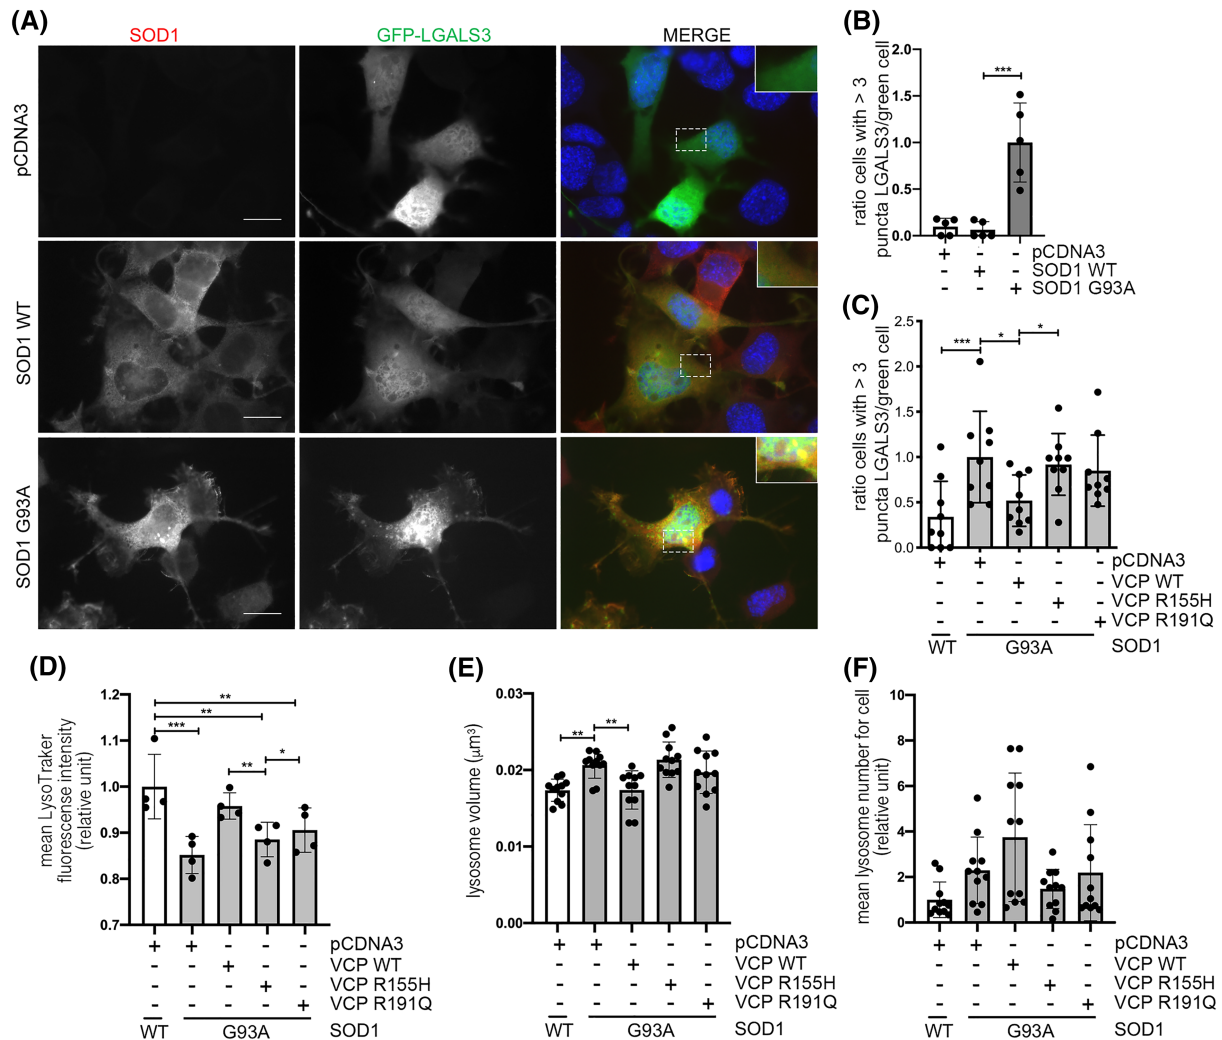 (A)
SOD1 GFP-LGALS3 MERGE
pCDNA3
SOD1 WT
SOD1 G93A
(B)
ratio cells with > 3
puncta LGALS3/green cell
2.0
1.5
1.0
0.5
0.0
***
+ - - pCDNA3
- + - SOD1 WT
- - + SOD1 G93A
(C)
ratio cells with > 3
puncta LGALS3/green cell
2.5
2.0
1.5
1.0
0.5
0.0
*** * *
+ + - - - pCDNA3
- - + - - VCP WT
- - - + - VCP R155H
- - - - + VCP R191Q
WT G93A SOD1
(D)
mean LysoTraker
fluorescense intensity
(relative unit)
1.2
1.1
1.0
0.9
0.8
0.7
**
**
*** *
**
+ + - - - pCDNA3
- - + - - VCP WT
- - - + - VCP R155H
- - - - + VCP R191Q
WT G93A SOD1
(E)
lysosome volume (µm³)
0.03
0.02
0.01
0.00
** **
+ + - - - pCDNA3
- - + - - VCP WT
- - - + - VCP R155H
- - - - + VCP R191Q
WT G93A SOD1
(F)
mean lysosome number for cell
(relative unit)
10
8
6
4
2
0
+ + - - - pCDNA3
- - + - - VCP WT
- - - + - VCP R155H
- - - - + VCP R191Q
WT G93A SOD1